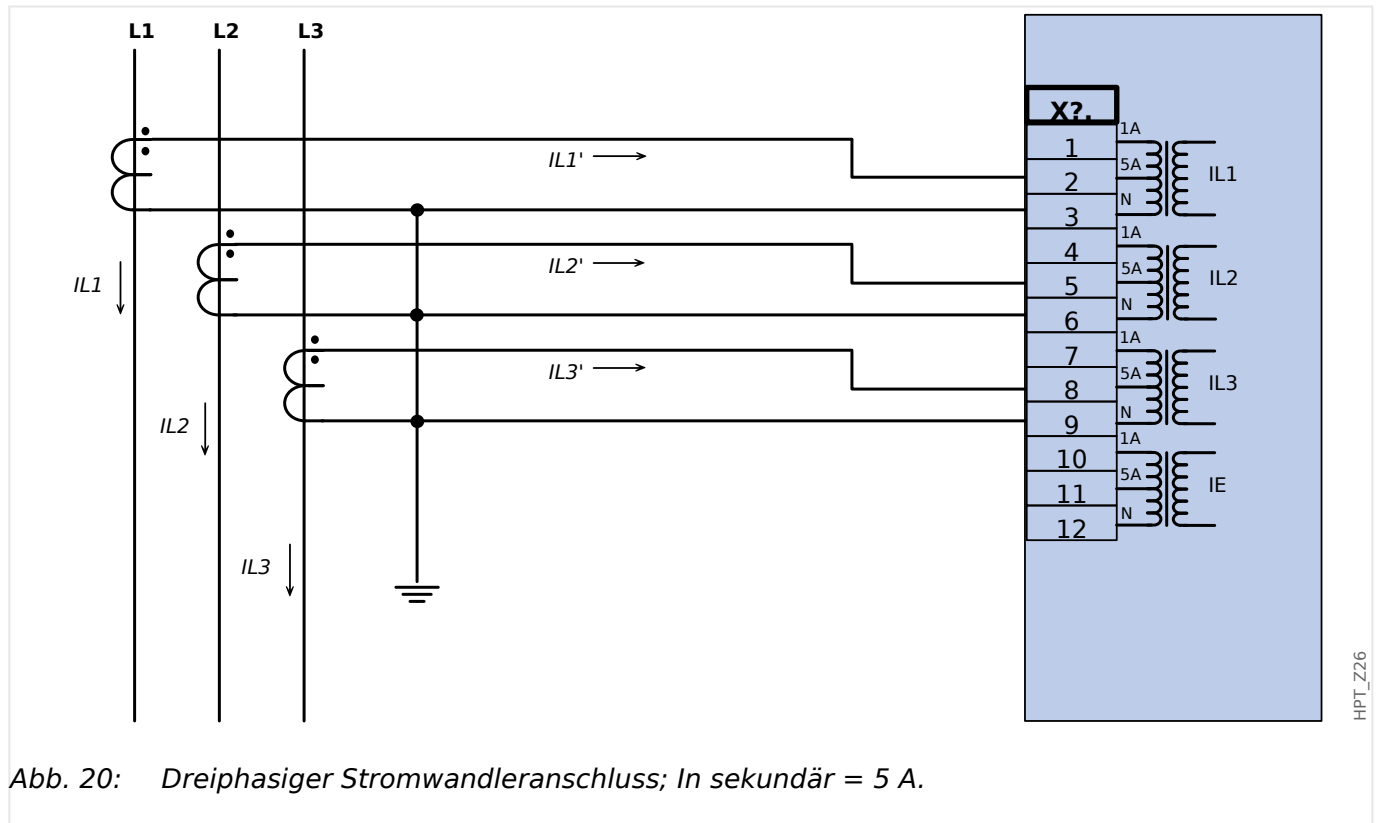 L1 L2 L3
X?.
1A
1
IL1'
5A
IL1
2
N
3
1A
4
IL2'
5A
IL2
IL1
5
N
6
1A
7
IL3'
5A
IL3
8
N
IL2
9
1A
10
5A
IE
11
N
12
IL3
HPT_Z26
Abb. 20: Dreiphasiger Stromwandleranschluss; In sekundär = 5 A.